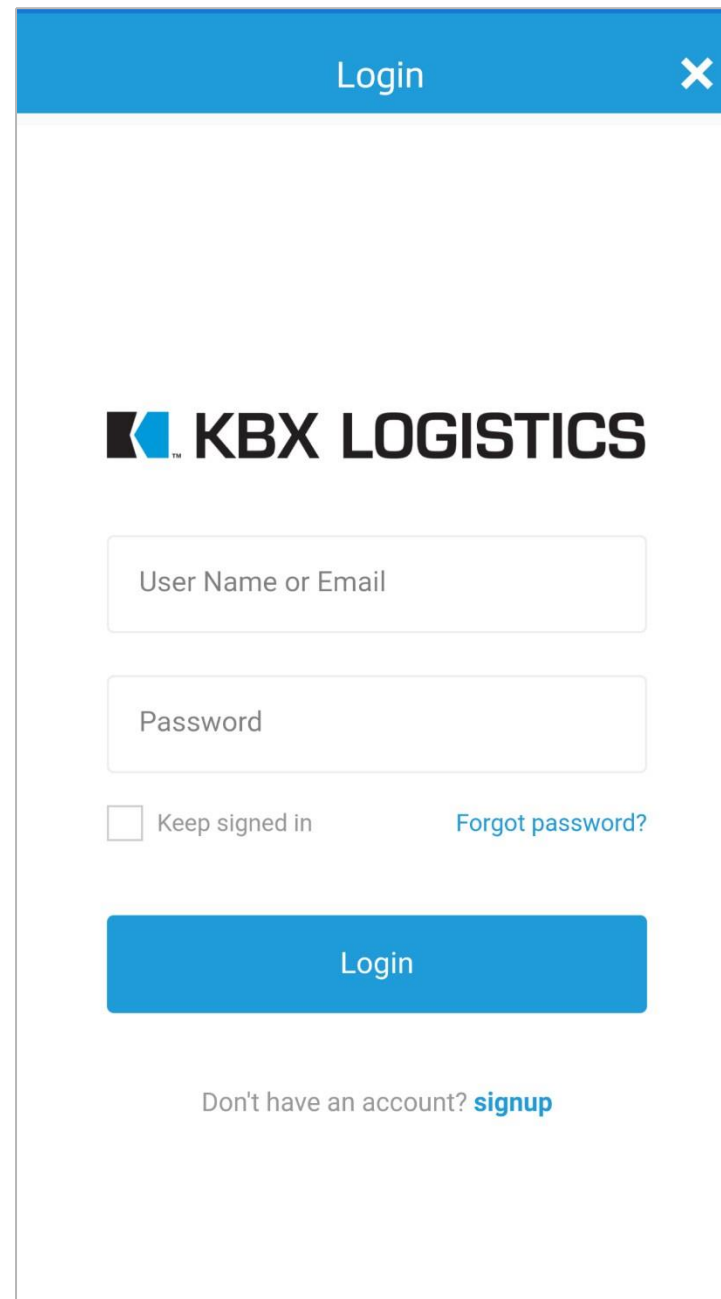 Login
KBX LOGISTICS
User Name or Email
Password
Keep signed in Forgot password?
Login
Don't have an account? signup